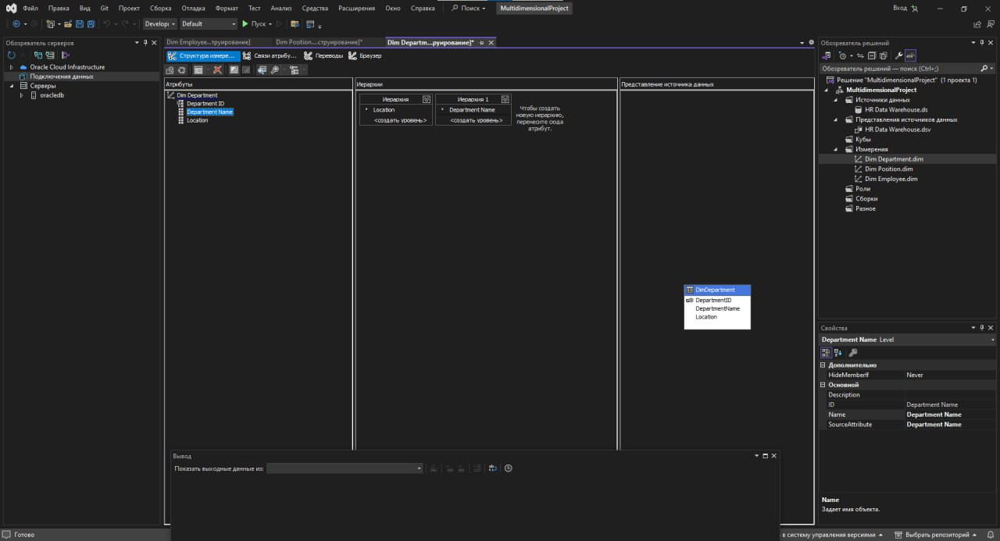 Файл Правка Вид Git Проект Сборка Отладка Формат Тест Анализ Средства Расширения Окно Справка Поиск MultidimensionalProject Вход
Develop Default Пуск
Обозреватель серверов
Oracle Cloud Infrastructure
Подключения данных
Серверы
oracledb
Dim Employee...труирование] Dim Position....струирование]* Dim Departm...руирование]*
Структура измере... Связи атрибу... Переводы Браузер
Атрибуты
Dim Department
Department ID
Department Name
Location
Иерархии
Иерархия
Location
<создать уровень>
Иерархия 1
Department Name
<создать уровень>
Чтобы создать
новую иерархию,
перенесите сюда
атрибут.
Представление источника данных
DimDepartment
DepartmentID
DepartmentName
Location
Вывод
Показать выходные данные из:
Обозреватель решений
Обозреватель решений — поиск (Ctrl+;)
Решение "MultidimensionalProject" (1 проекта 1)
MultidimensionalProject
Источники данных
HR Data Warehouse.ds
Представления источников данных
HR Data Warehouse.dsv
Кубы
Измерения
Dim Department.dim
Dim Position.dim
Dim Employee.dim
Роли
Сборки
Разное
Свойства
Department Name Level
Дополнительно
HideMemberIf Never
Основной
Description
ID Department Name
Name Department Name
SourceAttribute Department Name
Name
Задает имя объекта.
Готово
в систему управления версиями Выбрать репозиторий